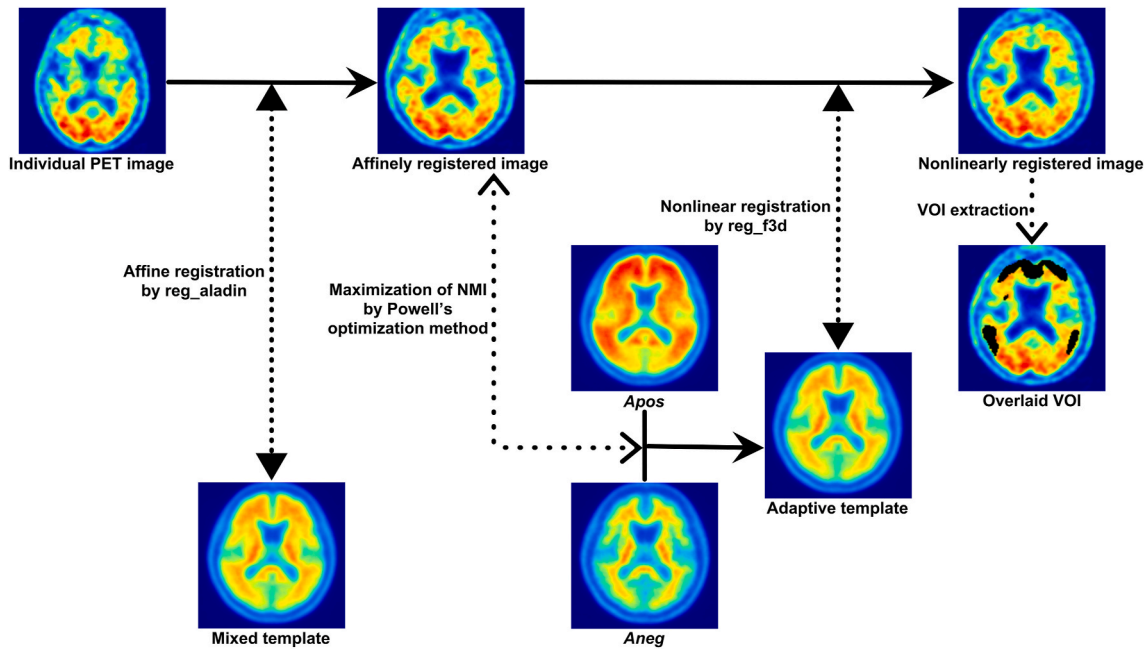 Individual PET image
Affinely registered image
Nonlinearly registered image
Affine registration
by reg_aladin
Maximization of NMI
by Powell's
optimization method
Nonlinear registration
by reg_f3d
VOI extraction
Apos
Overlaid VOI
Adaptive template
Mixed template
Aneg